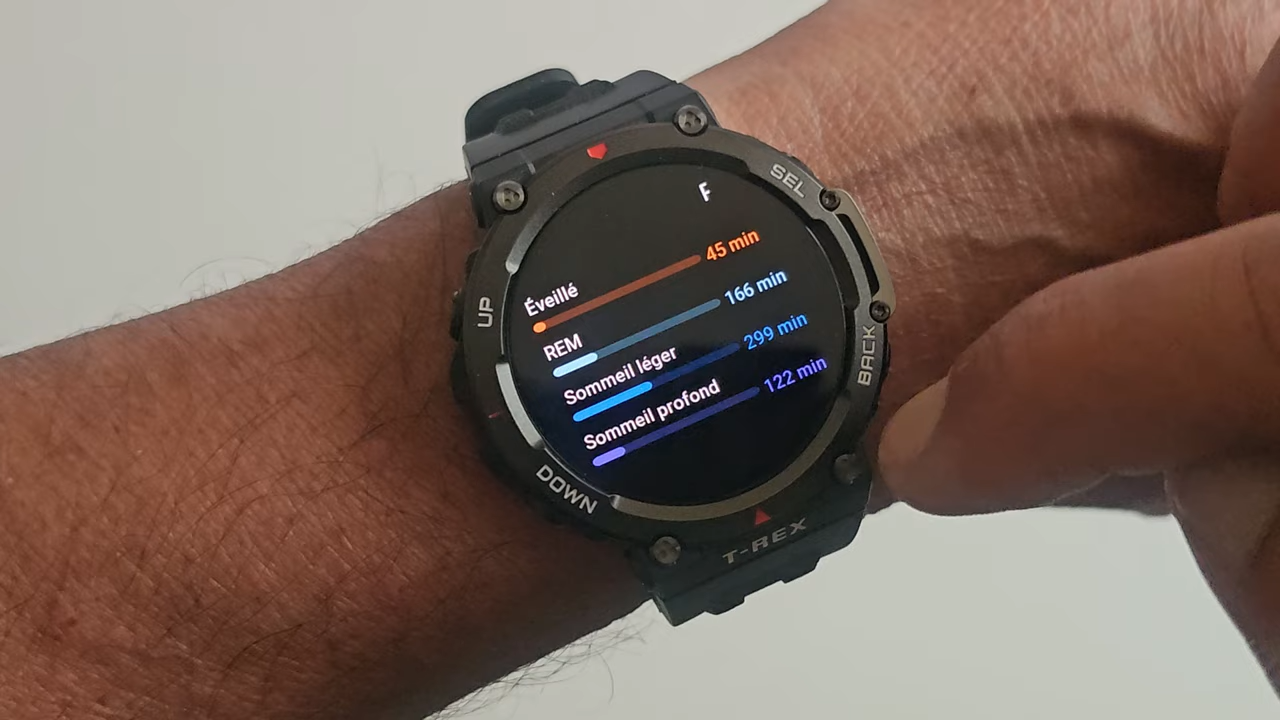 SEL
F
Éveillé 45 min
REM 166 min
Sommeil léger 299 min
Sommeil profond 122 min
UP
BACK
DOWN
T-REX